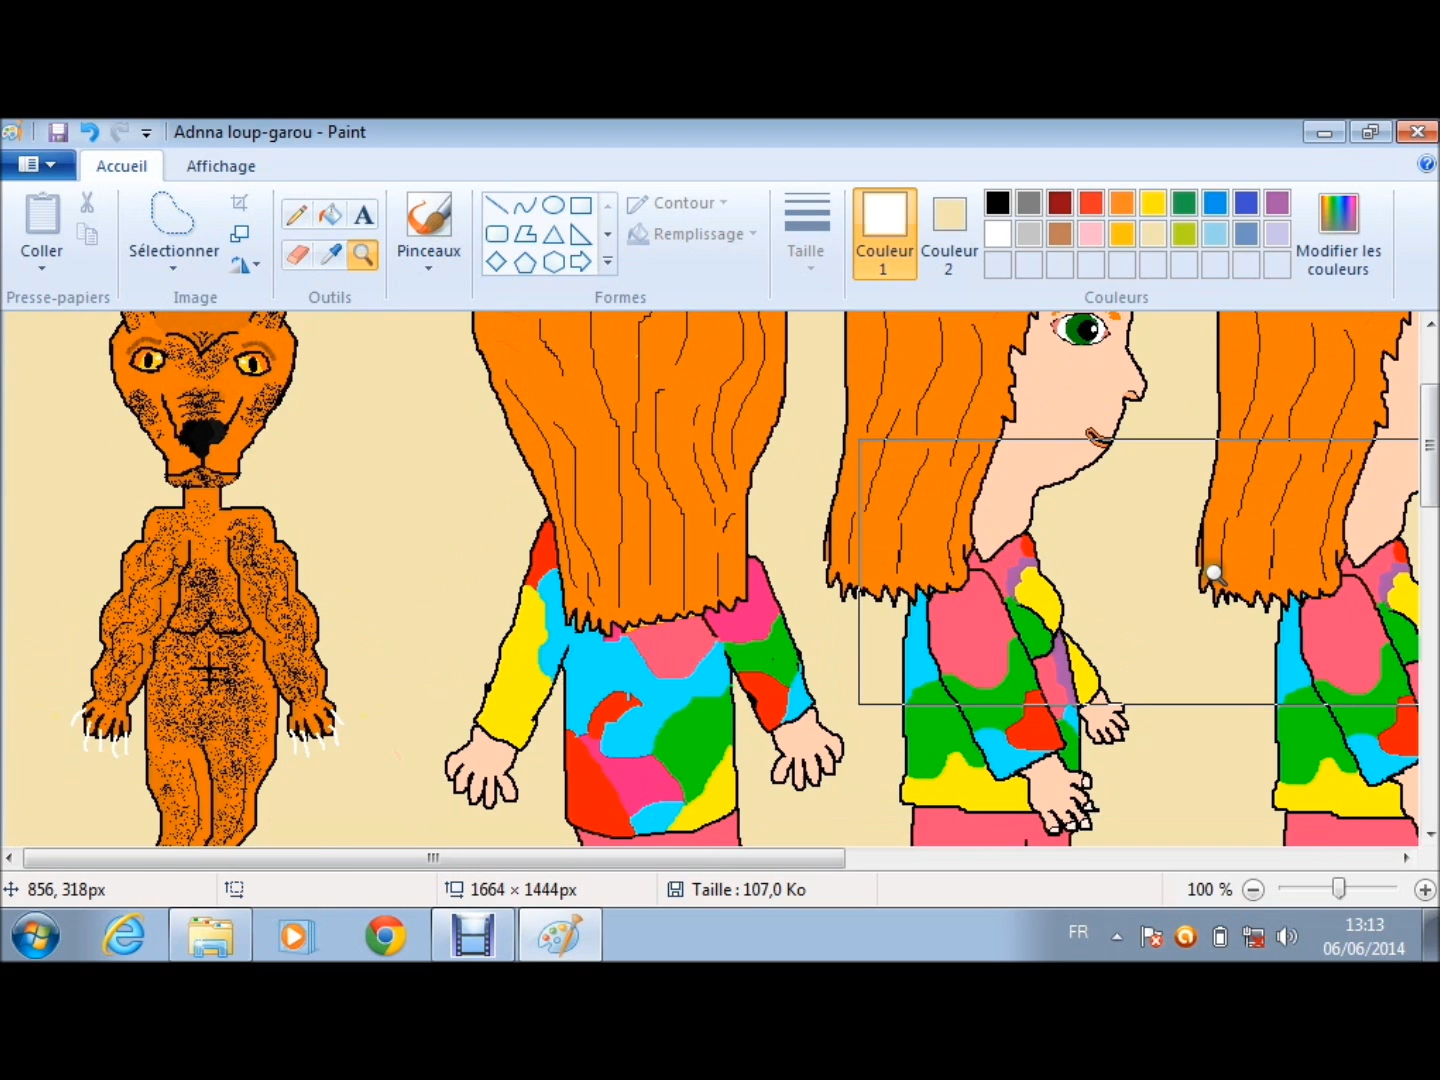 Adnna loup-garou - Paint
Accueil
Affichage
Coller
Sélectionner
A
Pinceaux
Contour
Remplissage
Taille
Couleur 1
Couleur 2
Modifier les couleurs
Presse-papiers
Image
Outils
Formes
Couleurs
856, 318px
1664 × 1444px
Taille : 107,0 Ko
100 %
FR
13:13
06/06/2014